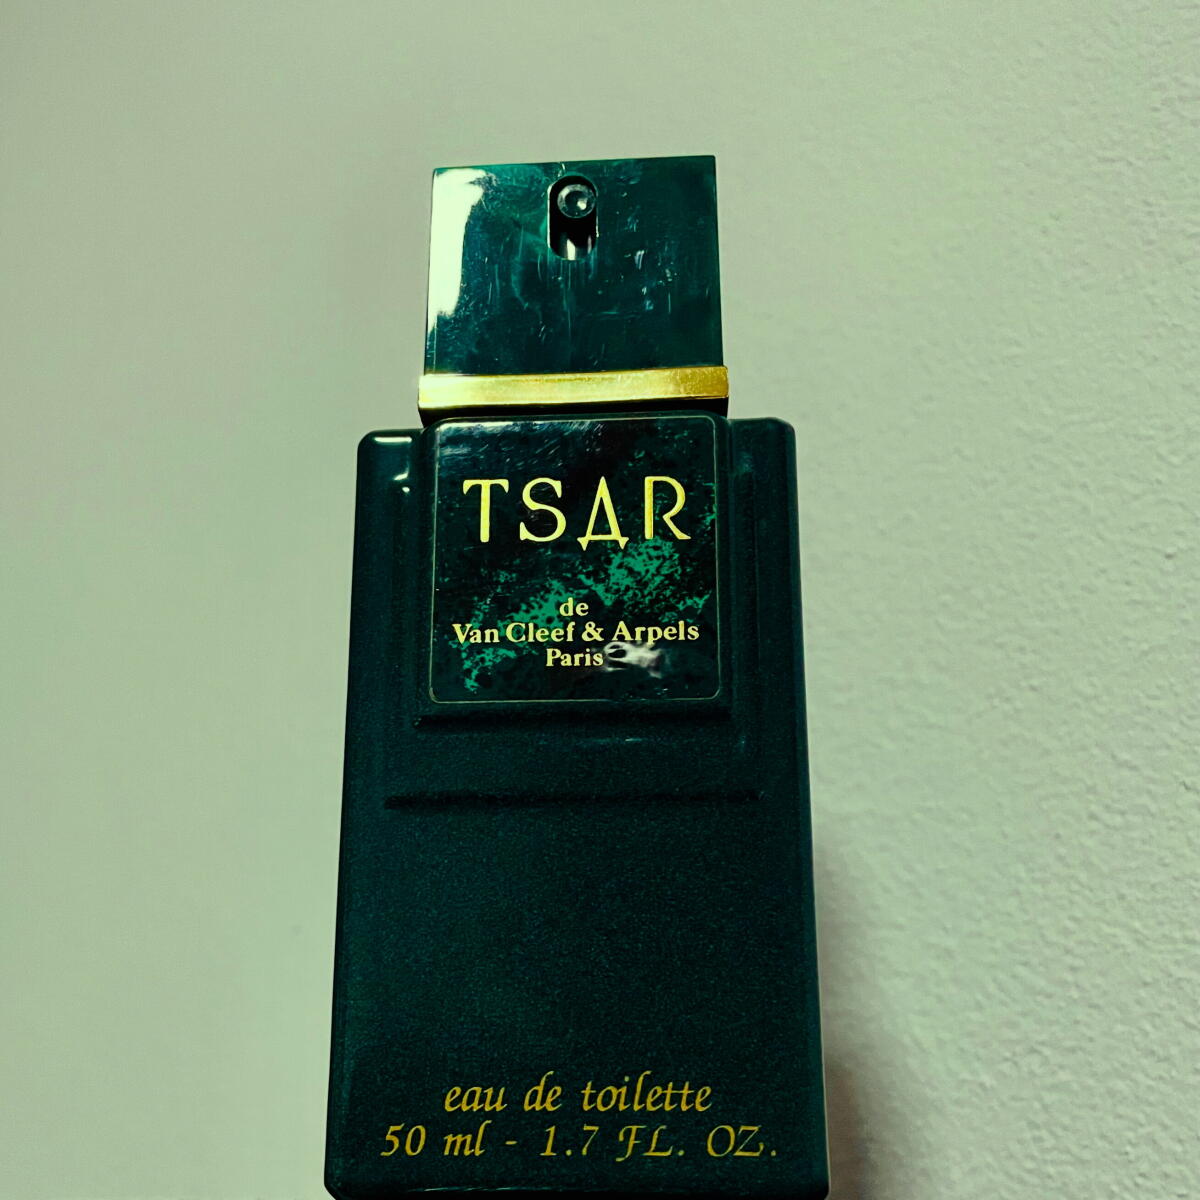 TSAR
de
Van Cleef & Arpels
Paris
eau de toilette
50 ml - 1.7 FL. OZ.